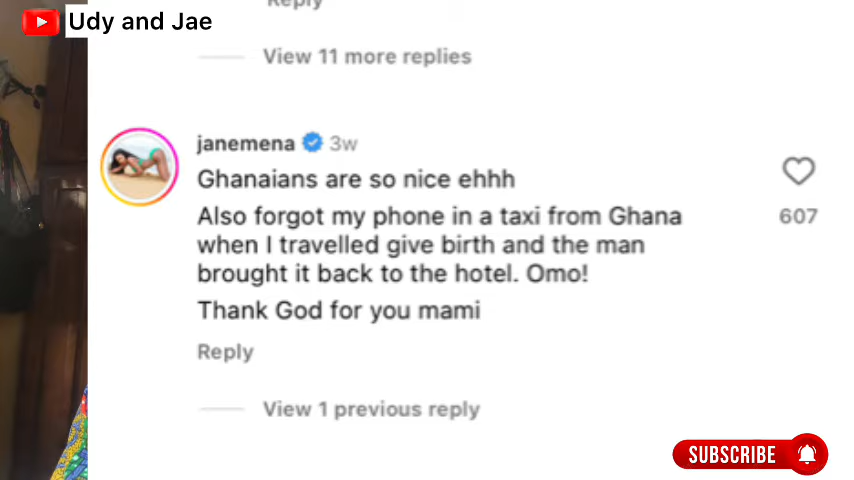 Reply
Udy and Jae
View 11 more replies
janemena 3w
Ghanaians are so nice ehhh
Also forgot my phone in a taxi from Ghana
when I travelled give birth and the man
brought it back to the hotel. Omo!
Thank God for you mami
607
Reply
View 1 previous reply
SUBSCRIBE